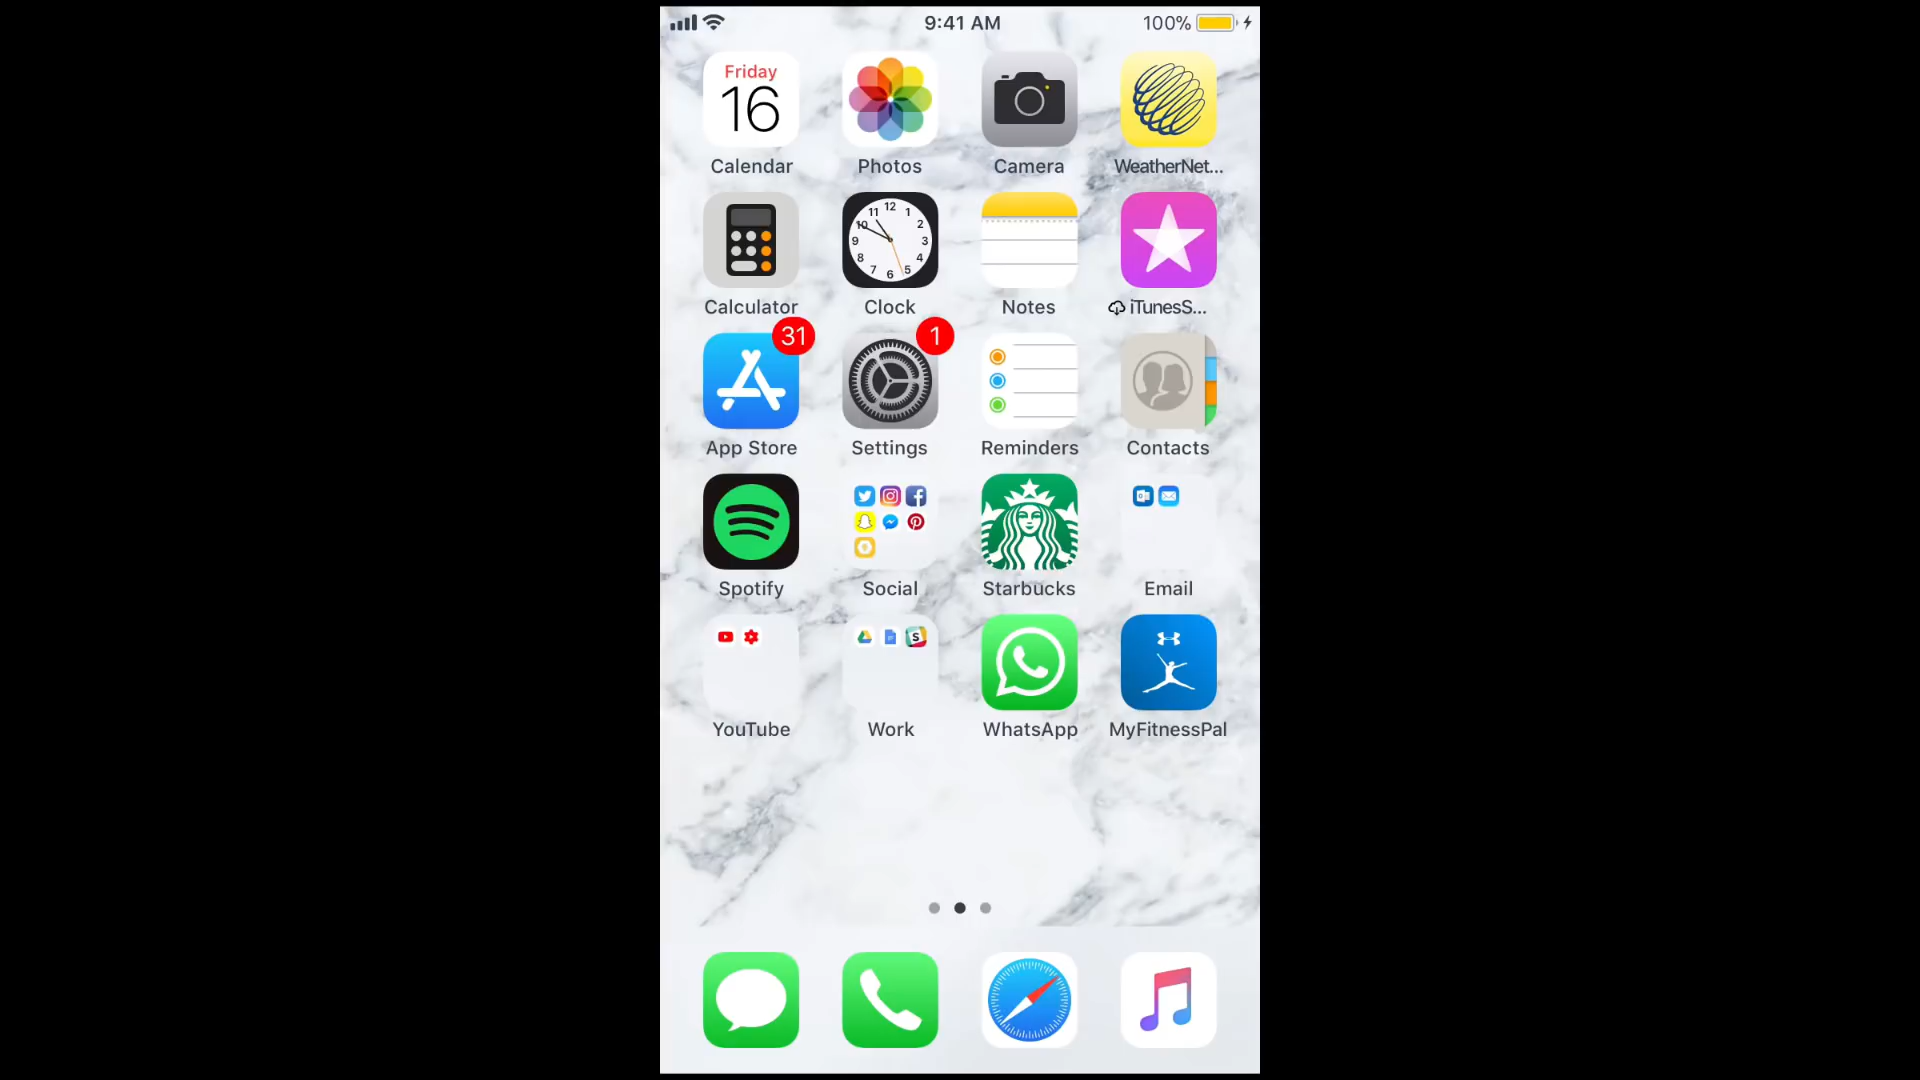 9:41 AM 100%
Friday
16
Calendar Photos Camera WeatherNet...
12
11 1
10 2
9 3
8 4
7 5
6
Calculator Clock Notes iTunesS...
31 1
App Store Settings Reminders Contacts
Spotify Social Starbucks Email
S
YouTube Work WhatsApp MyFitnessPal